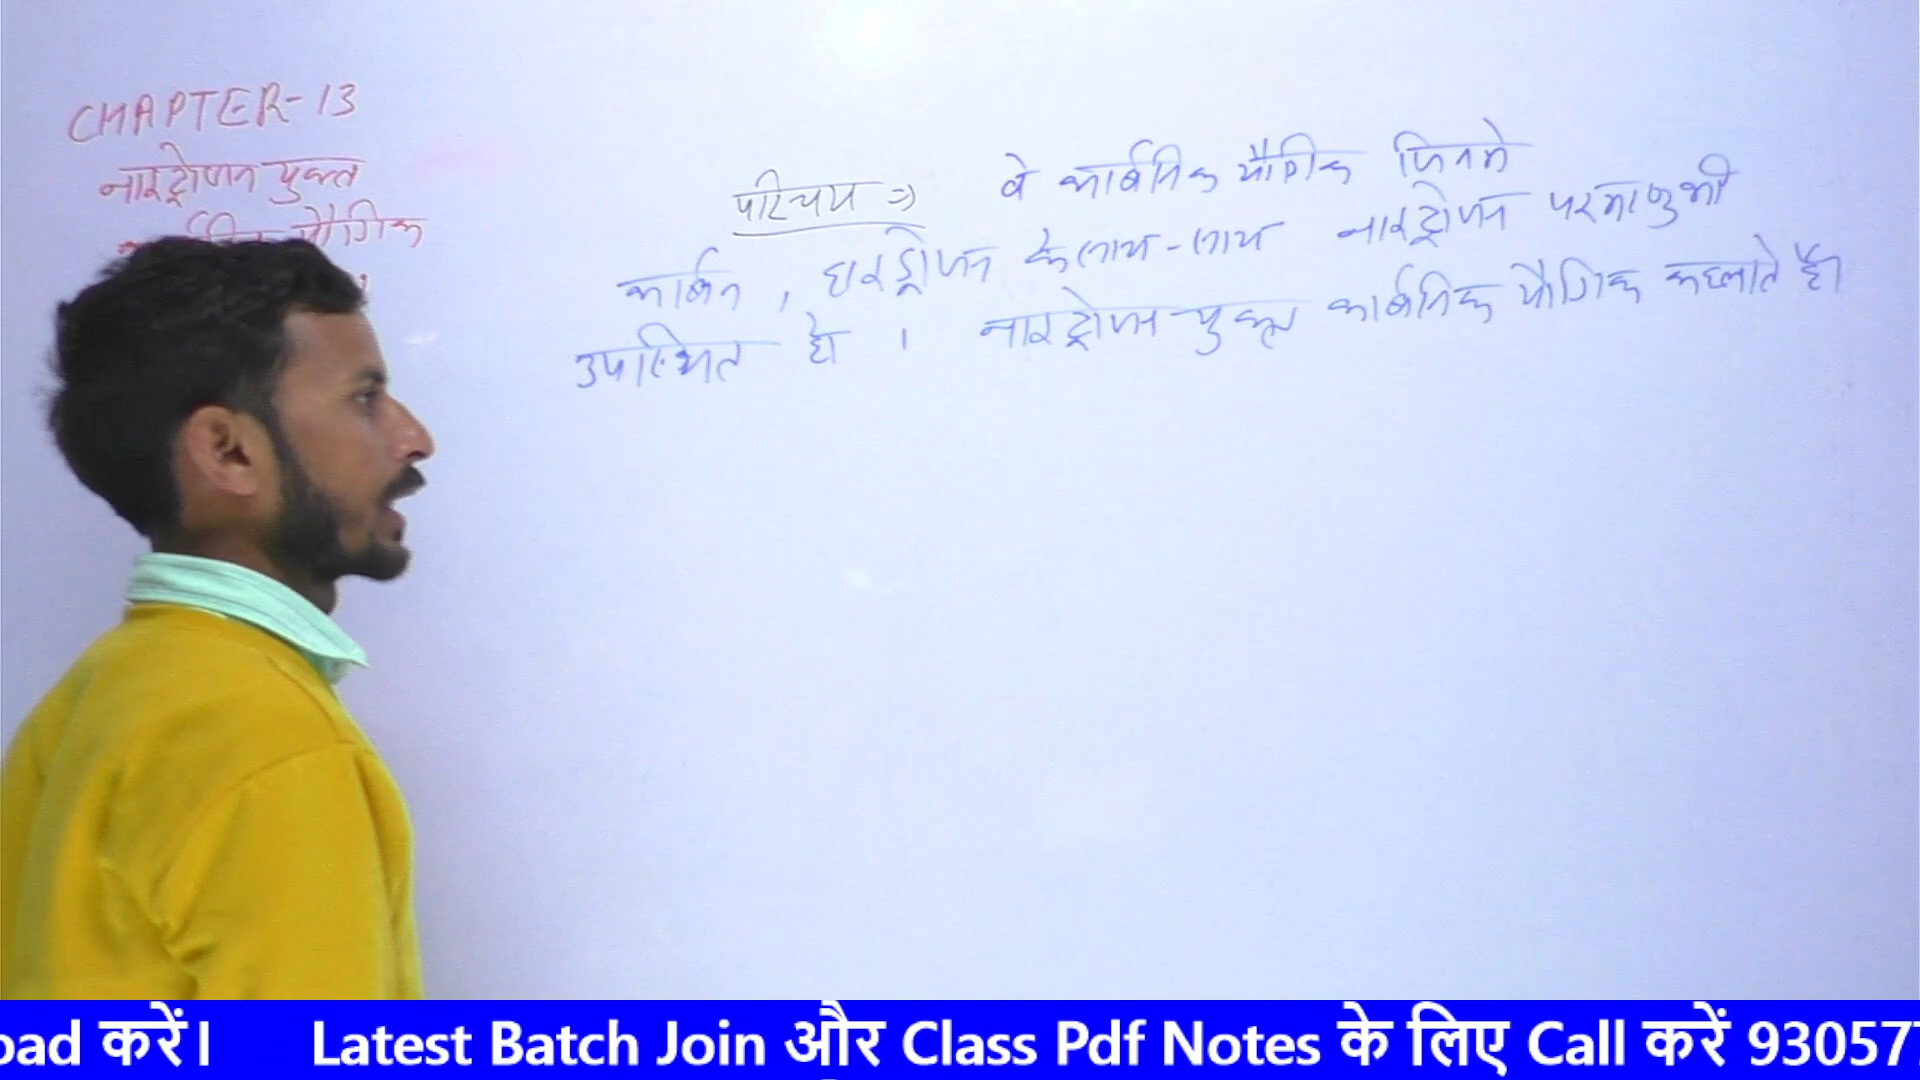 CHAPTER-13
नाइट्रोजन युक्त
यौगिक
परिचय => वे कार्बनिक यौगिक जिनमे
कार्बन, हाइड्रोजन के साथ-साथ नाइट्रोजन परमाणु भी
उपस्थित हो । नाइट्रोजन युक्त कार्बनिक यौगिक कहलाते है।
oad करें। Latest Batch Join और Class Pdf Notes के लिए Call करें 93057